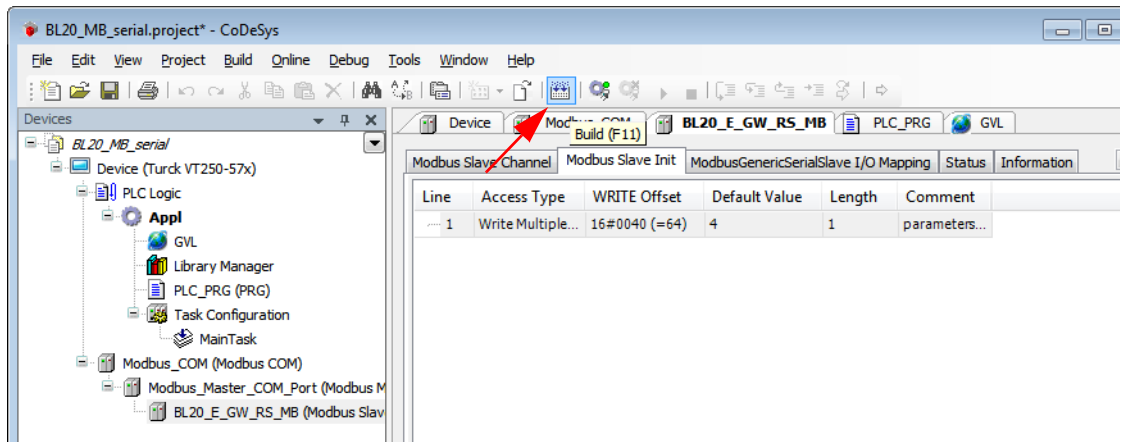 BL20_MB_serial.project* - CoDeSys
File Edit View Project Build Online Debug Tools Window Help
Devices
BL20_MB_serial
Device (Turck VT250-57x)
PLC Logic
Appl
GVL
Library Manager
PLC_PRG (PRG)
Task Configuration
MainTask
Modbus_COM (Modbus COM)
Modbus_Master_COM_Port (Modbus M
BL20_E_GW_RS_MB (Modbus Slav
Device BL20_E_GW_RS_MB PLC_PRG GVL
Build (F11)
Modbus Slave Channel Modbus Slave Init ModbusGenericSerialSlave I/O Mapping Status Information
Line Access Type WRITE Offset Default Value Length Comment
1 Write Multiple... 16#0040 (=64) 4 1 parameters...